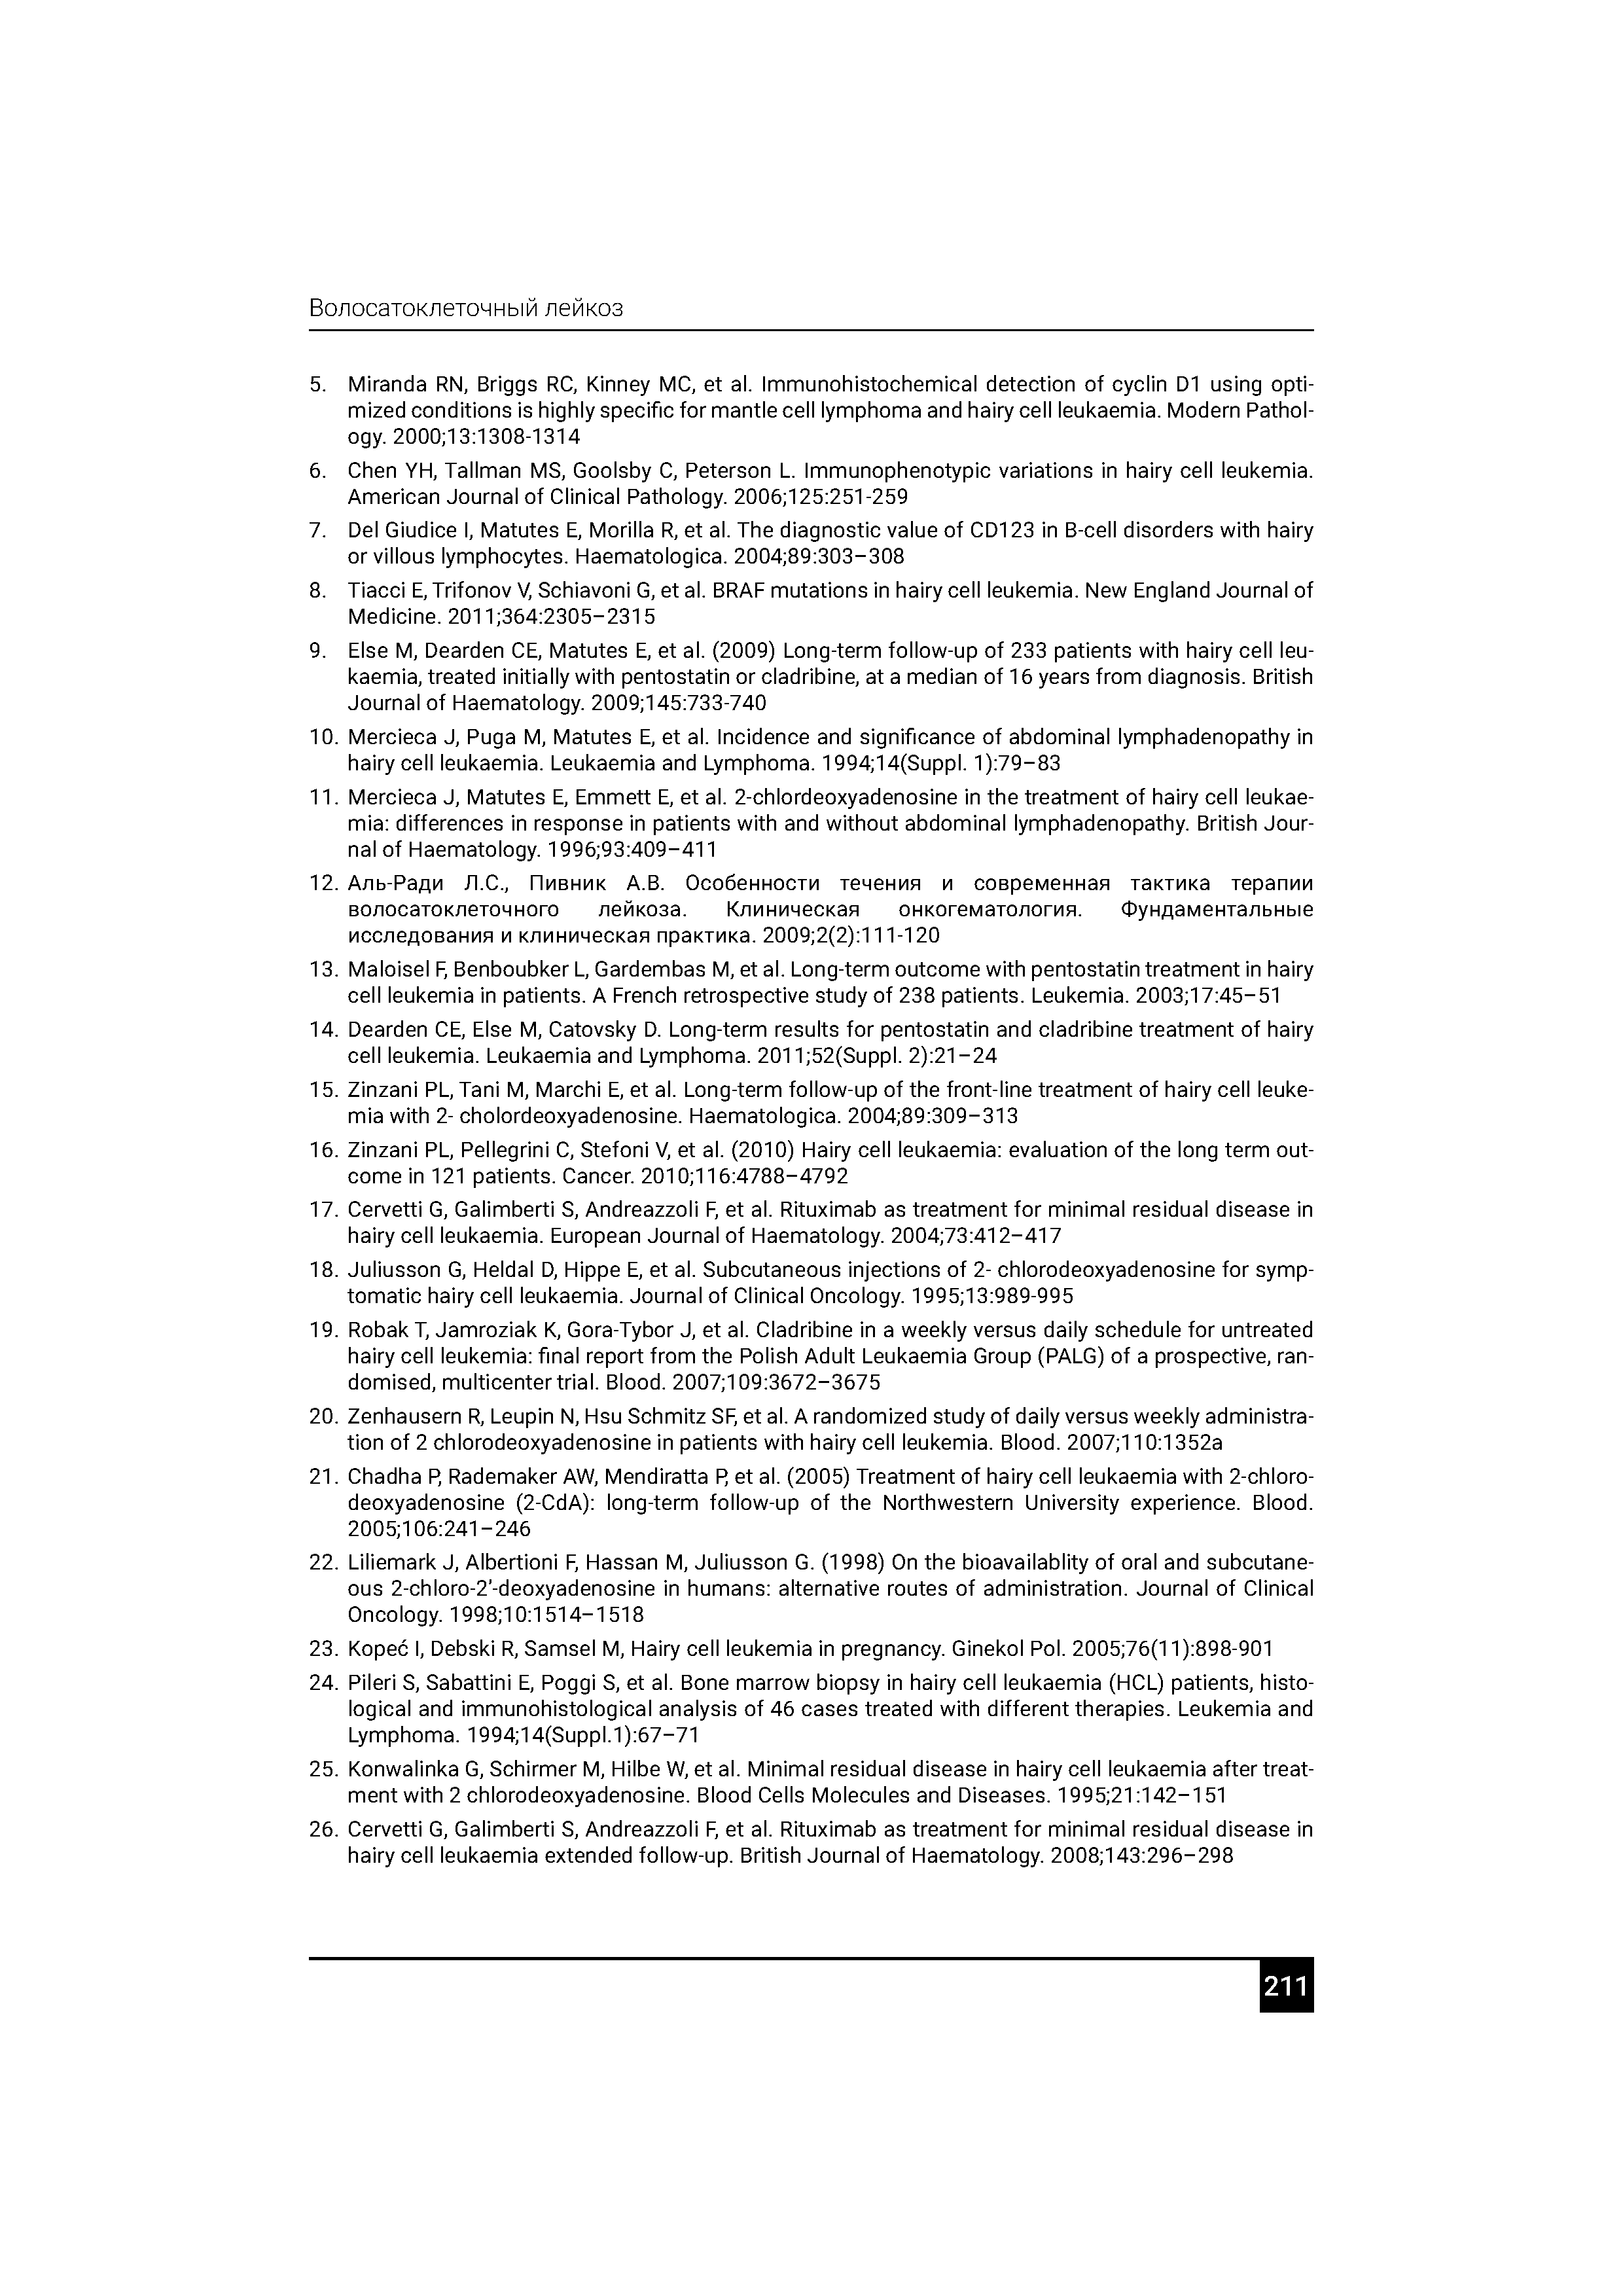 Волосатоклеточный лейкоз
5. Miranda RN, Briggs RC, Kinney MC, et al. Immunohistochemical detection of cyclin D1 using opti-
mized conditions is highly specific for mantle cell lymphoma and hairy cell leukaemia. Modern Pathol-
ogy. 2000;13:1308-1314
6. Chen YH, Tallman MS, Goolsby C, Peterson L. Immunophenotypic variations in hairy cell leukemia.
American Journal of Clinical Pathology. 2006;125:251-259
7. Del Giudice I, Matutes E, Morilla R, et al. The diagnostic value of CD123 in B-cell disorders with hairy
or villous lymphocytes. Haematologica. 2004;89:303–308
8. Tiacci E, Trifonov V, Schiavoni G, et al. BRAF mutations in hairy cell leukemia. New England Journal of
Medicine. 2011;364:2305–2315
9. Else M, Dearden CE, Matutes E, et al. (2009) Long-term follow-up of 233 patients with hairy cell leu-
kaemia, treated initially with pentostatin or cladribine, at a median of 16 years from diagnosis. British
Journal of Haematology. 2009;145:733-740
10. Mercieca J, Puga M, Matutes E, et al. Incidence and significance of abdominal lymphadenopathy in
hairy cell leukaemia. Leukaemia and Lymphoma. 1994;14(Suppl. 1):79–83
11. Mercieca J, Matutes E, Emmett E, et al. 2-chlordeoxyadenosine in the treatment of hairy cell leukae-
mia: differences in response in patients with and without abdominal lymphadenopathy. British Jour-
nal of Haematology. 1996;93:409–411
12. Аль-Ради Л.С., Пивник А.В. Особенности течения и современная тактика терапии
волосатоклеточного лейкоза. Клиническая онкогематология. Фундаментальные
исследования и клиническая практика. 2009;2(2):111-120
13. Maloisel F, Benboubker L, Gardembas M, et al. Long-term outcome with pentostatin treatment in hairy
cell leukemia in patients. A French retrospective study of 238 patients. Leukemia. 2003;17:45–51
14. Dearden CE, Else M, Catovsky D. Long-term results for pentostatin and cladribine treatment of hairy
cell leukemia. Leukaemia and Lymphoma. 2011;52(Suppl. 2):21–24
15. Zinzani PL, Tani M, Marchi E, et al. Long-term follow-up of the front-line treatment of hairy cell leuke-
mia with 2- cholordeoxyadenosine. Haematologica. 2004;89:309–313
16. Zinzani PL, Pellegrini C, Stefoni V, et al. (2010) Hairy cell leukaemia: evaluation of the long term out-
come in 121 patients. Cancer. 2010;116:4788–4792
17. Cervetti G, Galimberti S, Andreazzoli F, et al. Rituximab as treatment for minimal residual disease in
hairy cell leukaemia. European Journal of Haematology. 2004;73:412–417
18. Juliusson G, Heldal D, Hippe E, et al. Subcutaneous injections of 2- chlorodeoxyadenosine for symp-
tomatic hairy cell leukaemia. Journal of Clinical Oncology. 1995;13:989-995
19. Robak T, Jamroziak K, Gora-Tybor J, et al. Cladribine in a weekly versus daily schedule for untreated
hairy cell leukemia: final report from the Polish Adult Leukaemia Group (PALG) of a prospective, ran-
domised, multicenter trial. Blood. 2007;109:3672–3675
20. Zenhausern R, Leupin N, Hsu Schmitz SF, et al. A randomized study of daily versus weekly administra-
tion of 2 chlorodeoxyadenosine in patients with hairy cell leukemia. Blood. 2007;110:1352a
21. Chadha P, Rademaker AW, Mendiratta P, et al. (2005) Treatment of hairy cell leukaemia with 2-chloro-
deoxyadenosine (2-CdA): long-term follow-up of the Northwestern University experience. Blood.
2005;106:241–246
22. Liliemark J, Albertioni F, Hassan M, Juliusson G. (1998) On the bioavailablity of oral and subcutane-
ous 2-chloro-2'-deoxyadenosine in humans: alternative routes of administration. Journal of Clinical
Oncology. 1998;10:1514–1518
23. Kopeć I, Debski R, Samsel M, Hairy cell leukemia in pregnancy. Ginekol Pol. 2005;76(11):898-901
24. Pileri S, Sabattini E, Poggi S, et al. Bone marrow biopsy in hairy cell leukaemia (HCL) patients, histo-
logical and immunohistological analysis of 46 cases treated with different therapies. Leukemia and
Lymphoma. 1994;14(Suppl.1):67–71
25. Konwalinka G, Schirmer M, Hilbe W, et al. Minimal residual disease in hairy cell leukaemia after treat-
ment with 2 chlorodeoxyadenosine. Blood Cells Molecules and Diseases. 1995;21:142–151
26. Cervetti G, Galimberti S, Andreazzoli F, et al. Rituximab as treatment for minimal residual disease in
hairy cell leukaemia extended follow-up. British Journal of Haematology. 2008;143:296–298
211